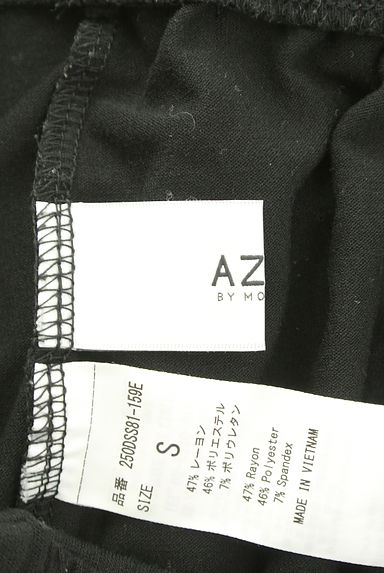 AZ
BY MO
品番 250DSS81-159E
SIZE S
47% レーヨン
46% ポリエステル
7% ポリウレタン
47% Rayon
46% Polyester
7% Spandex
MADE IN VIETNAM